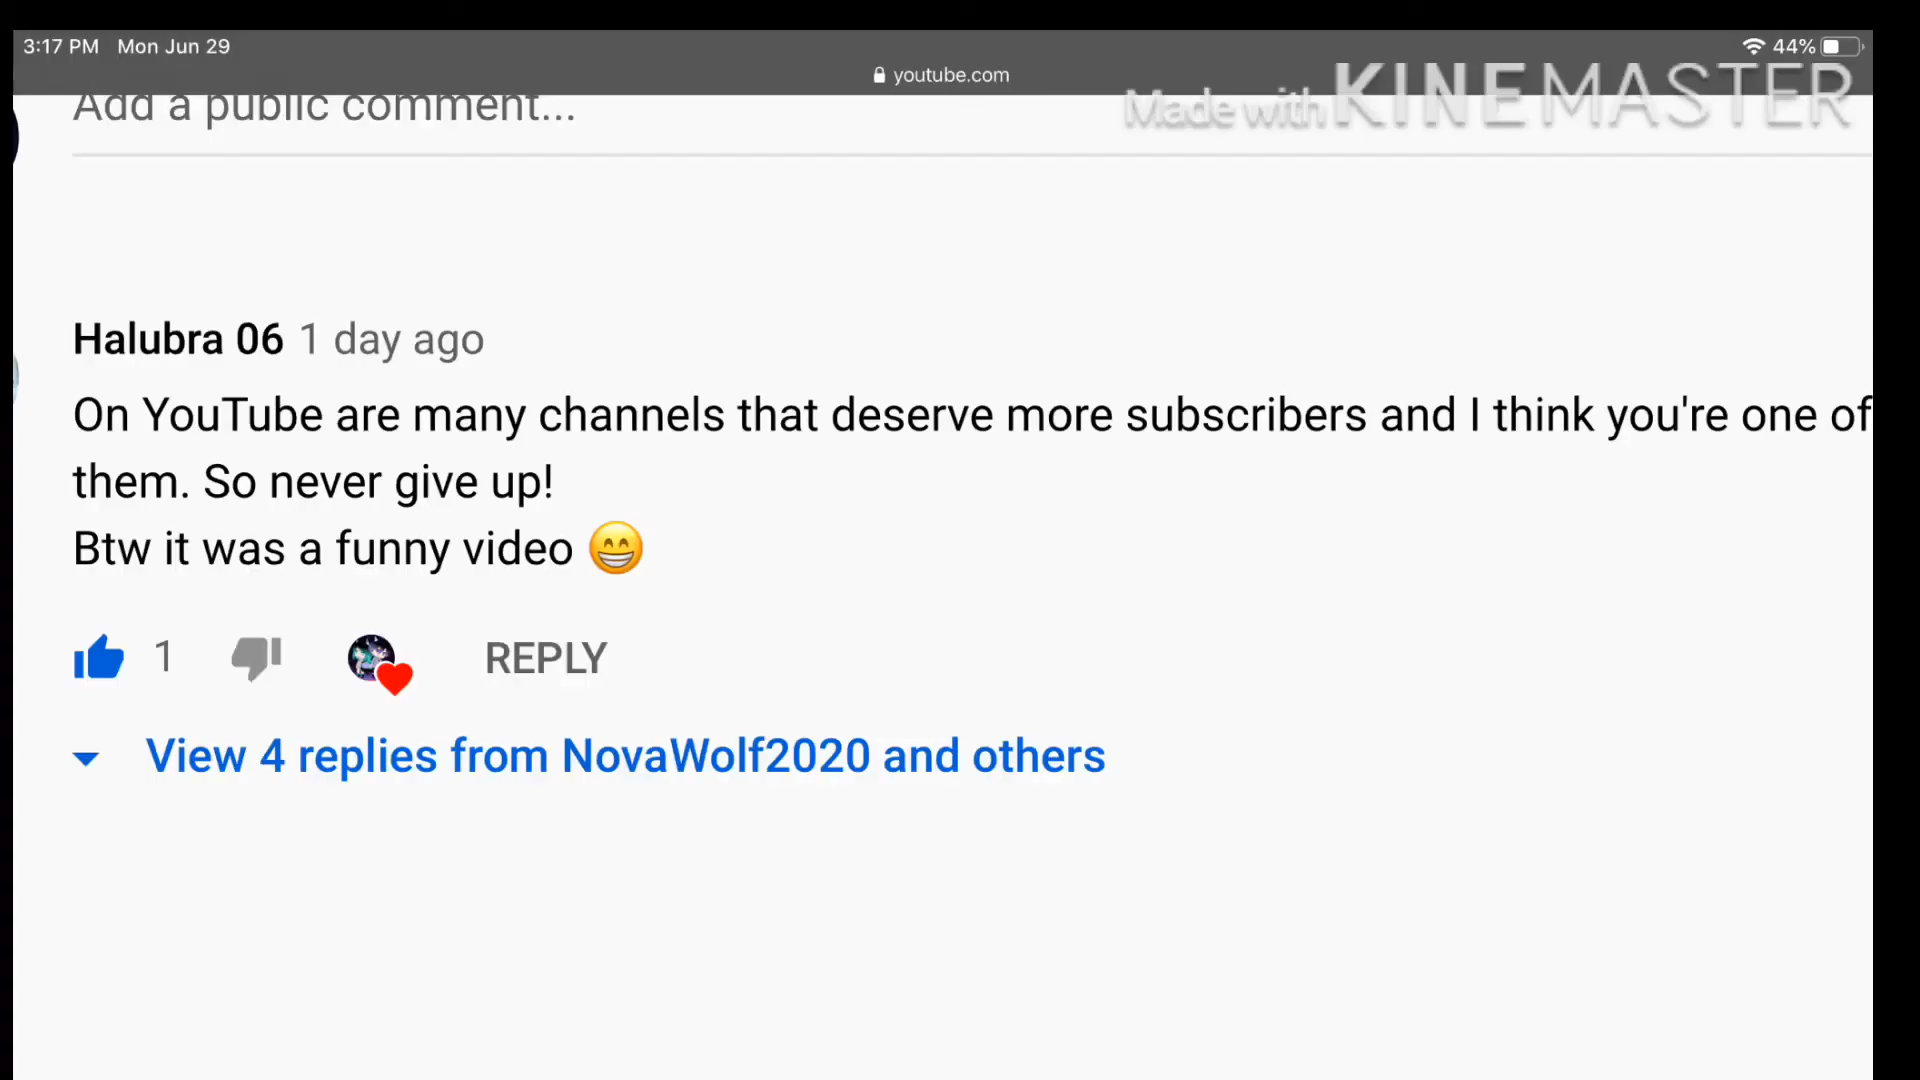 3:17 PM Mon Jun 29
44%
youtube.com
Made with KINEMASTER
Add a public comment...
Halubra 06 1 day ago
On YouTube are many channels that deserve more subscribers and I think you're one of
them. So never give up!
Btw it was a funny video 😁
1 REPLY
View 4 replies from NovaWolf2020 and others